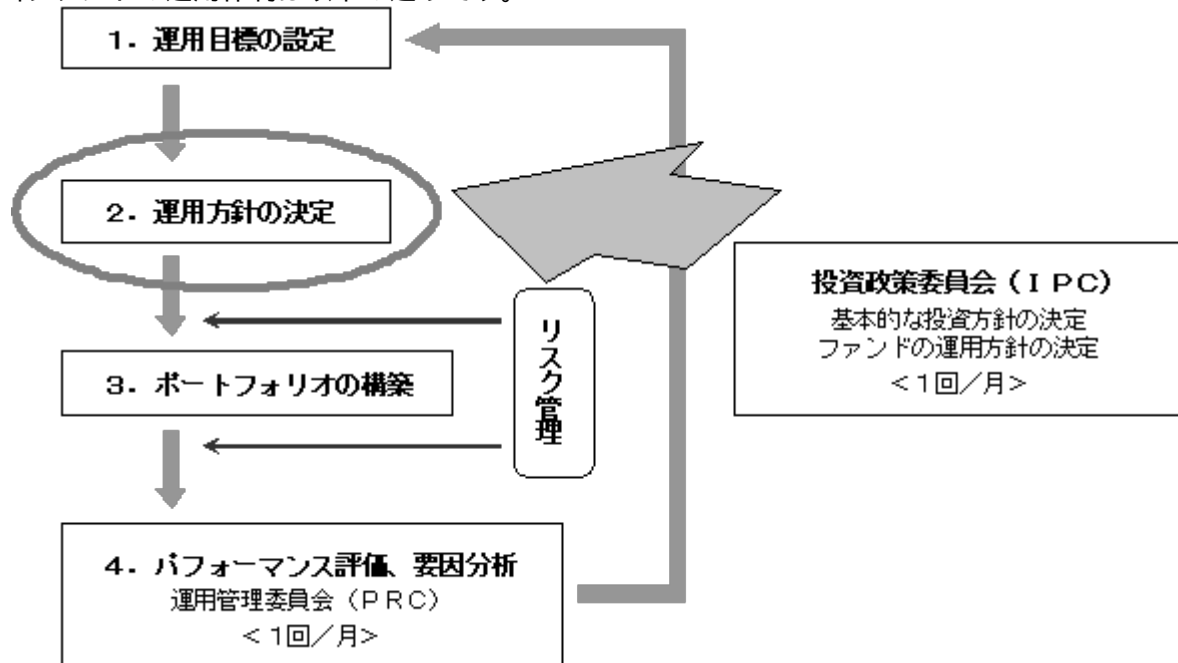 1．運用目標の設定
2．運用方針の決定
3．ポートフォリオの構築
リスク管理
投資政策委員会（ＩＰＣ）
基本的な投資方針の決定
ファンドの運用方針の決定
＜1回／月＞
4．パフォーマンス評価、要因分析
運用管理委員会（ＰＲＣ）
＜1回／月＞